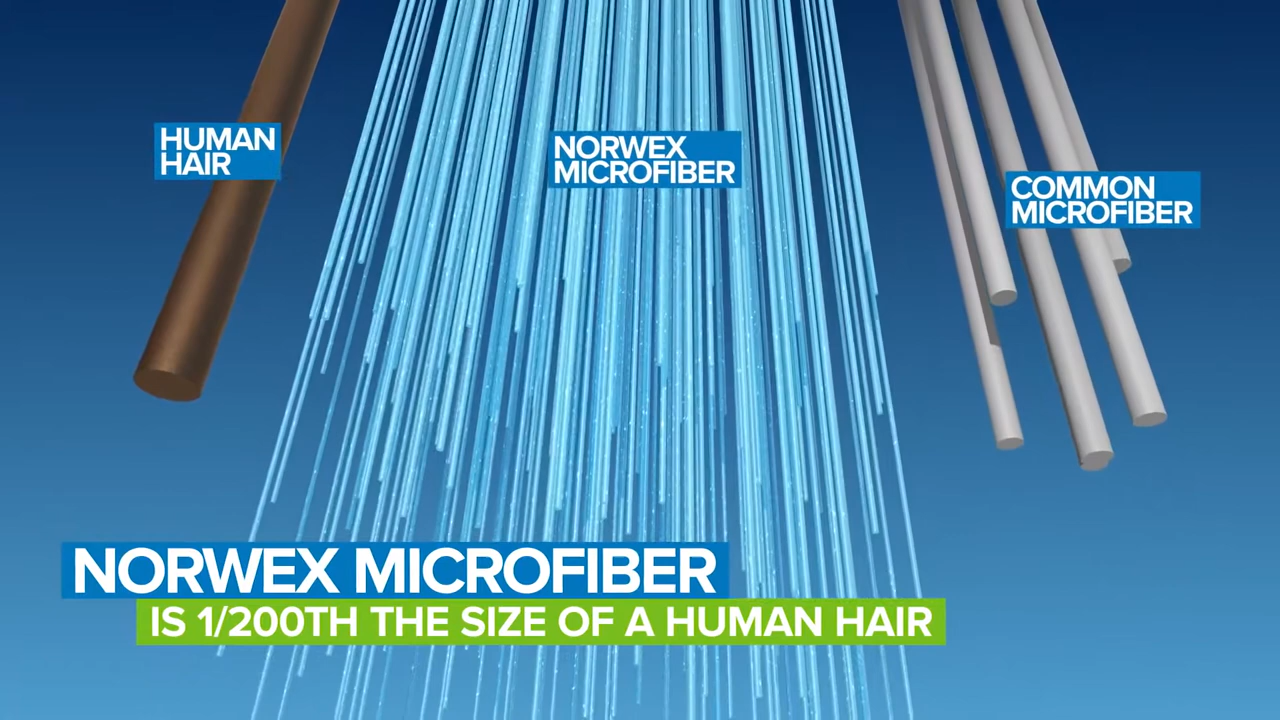 HUMAN
HAIR
NORWEX
MICROFIBER
COMMON
MICROFIBER
NORWEX MICROFIBER
IS 1/200TH THE SIZE OF A HUMAN HAIR